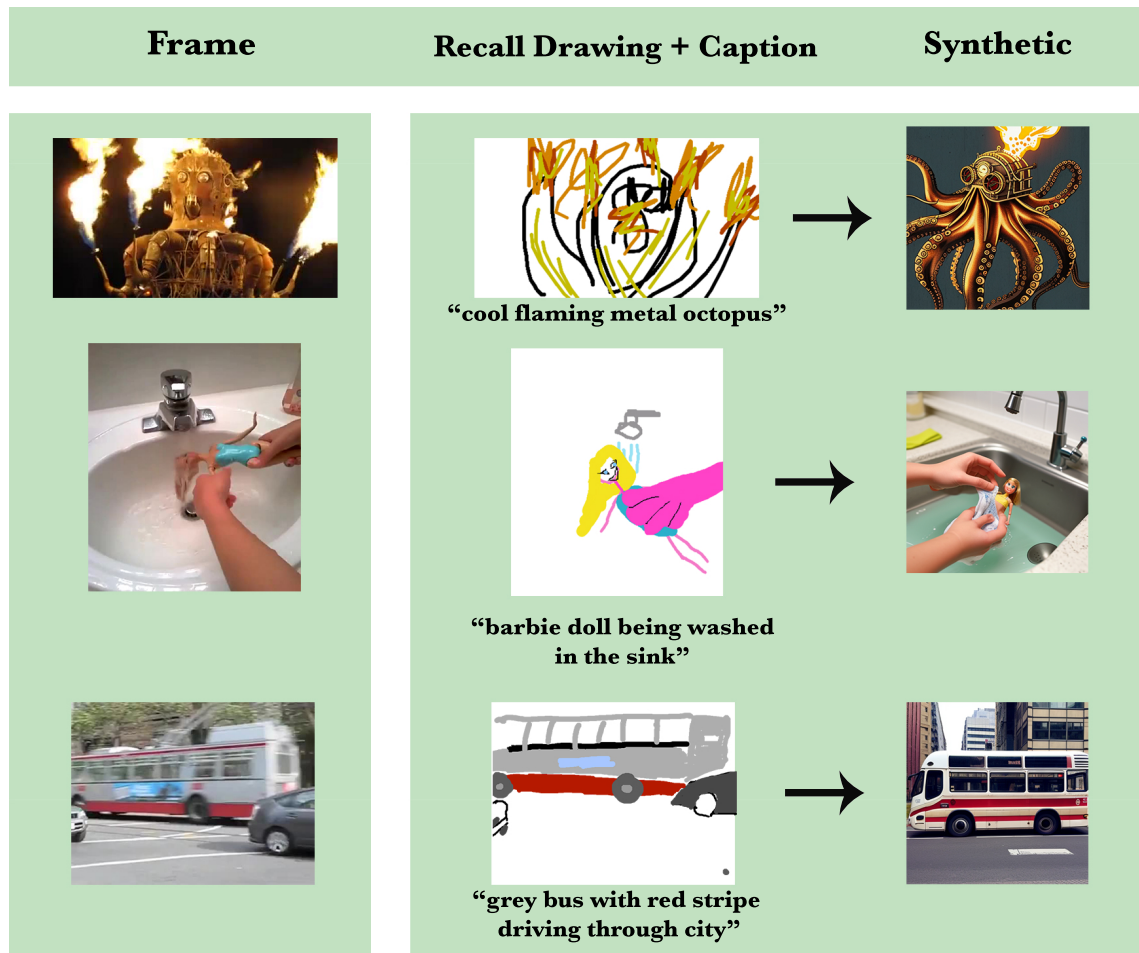 Frame
Recall Drawing + Caption
Synthetic
“cool flaming metal octopus”
“barbie doll being washed
in the sink”
“grey bus with red stripe
driving through city”